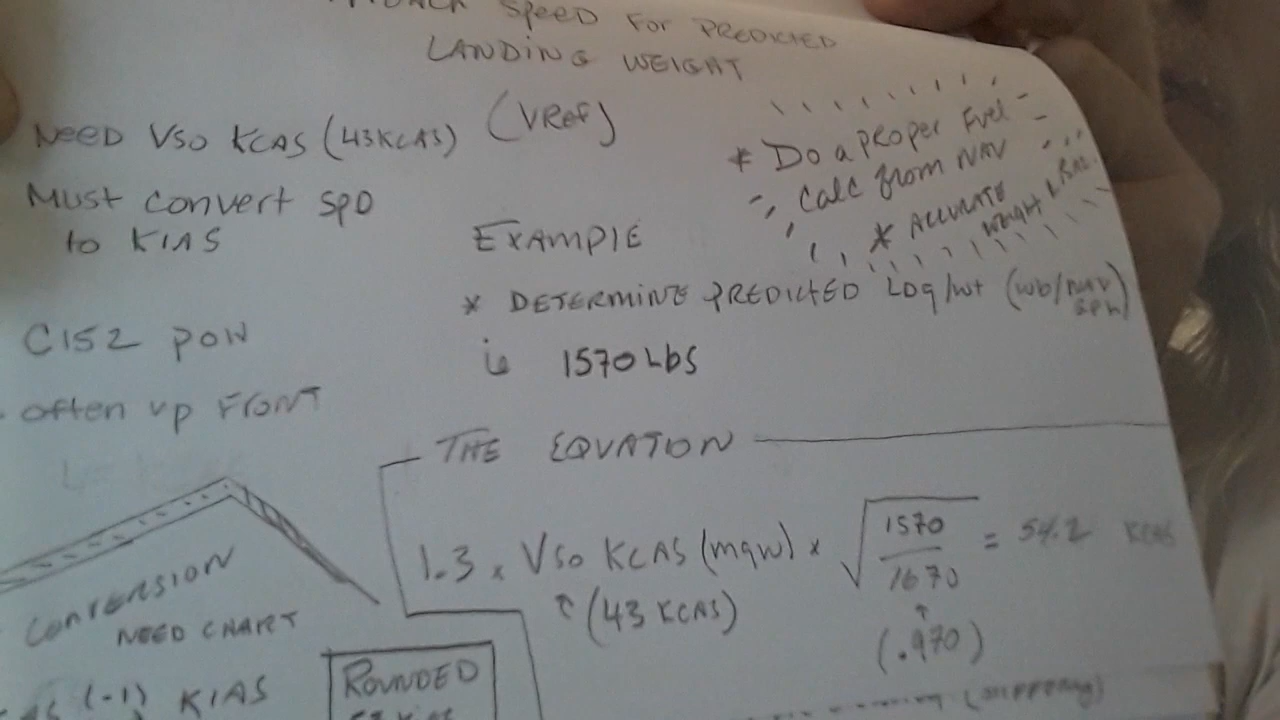 SPEED FOR PREDICTED
LANDING WEIGHT
NEED VSO KCAS (43KCAS) (VRef)
Must convert SPD
to KIAS
C152 POH
often up FRONT
* Do a proper Fuel
Calc from NAV
* ACCURATE
weight & BAL.
EXAMPLE
* DETERMINE PREDICTED LDG/wt (wb/NAV
GPH)
is 1570 Lbs
THE EQUATION
1.3 x VSO KCAS (mgw) x √ 1570 / 1670 = 54.2 KCAS
↑ (43 KCAS)
↑
(.970)
CONVERSION
NEED CHART
(-1) KIAS
ROUNDED